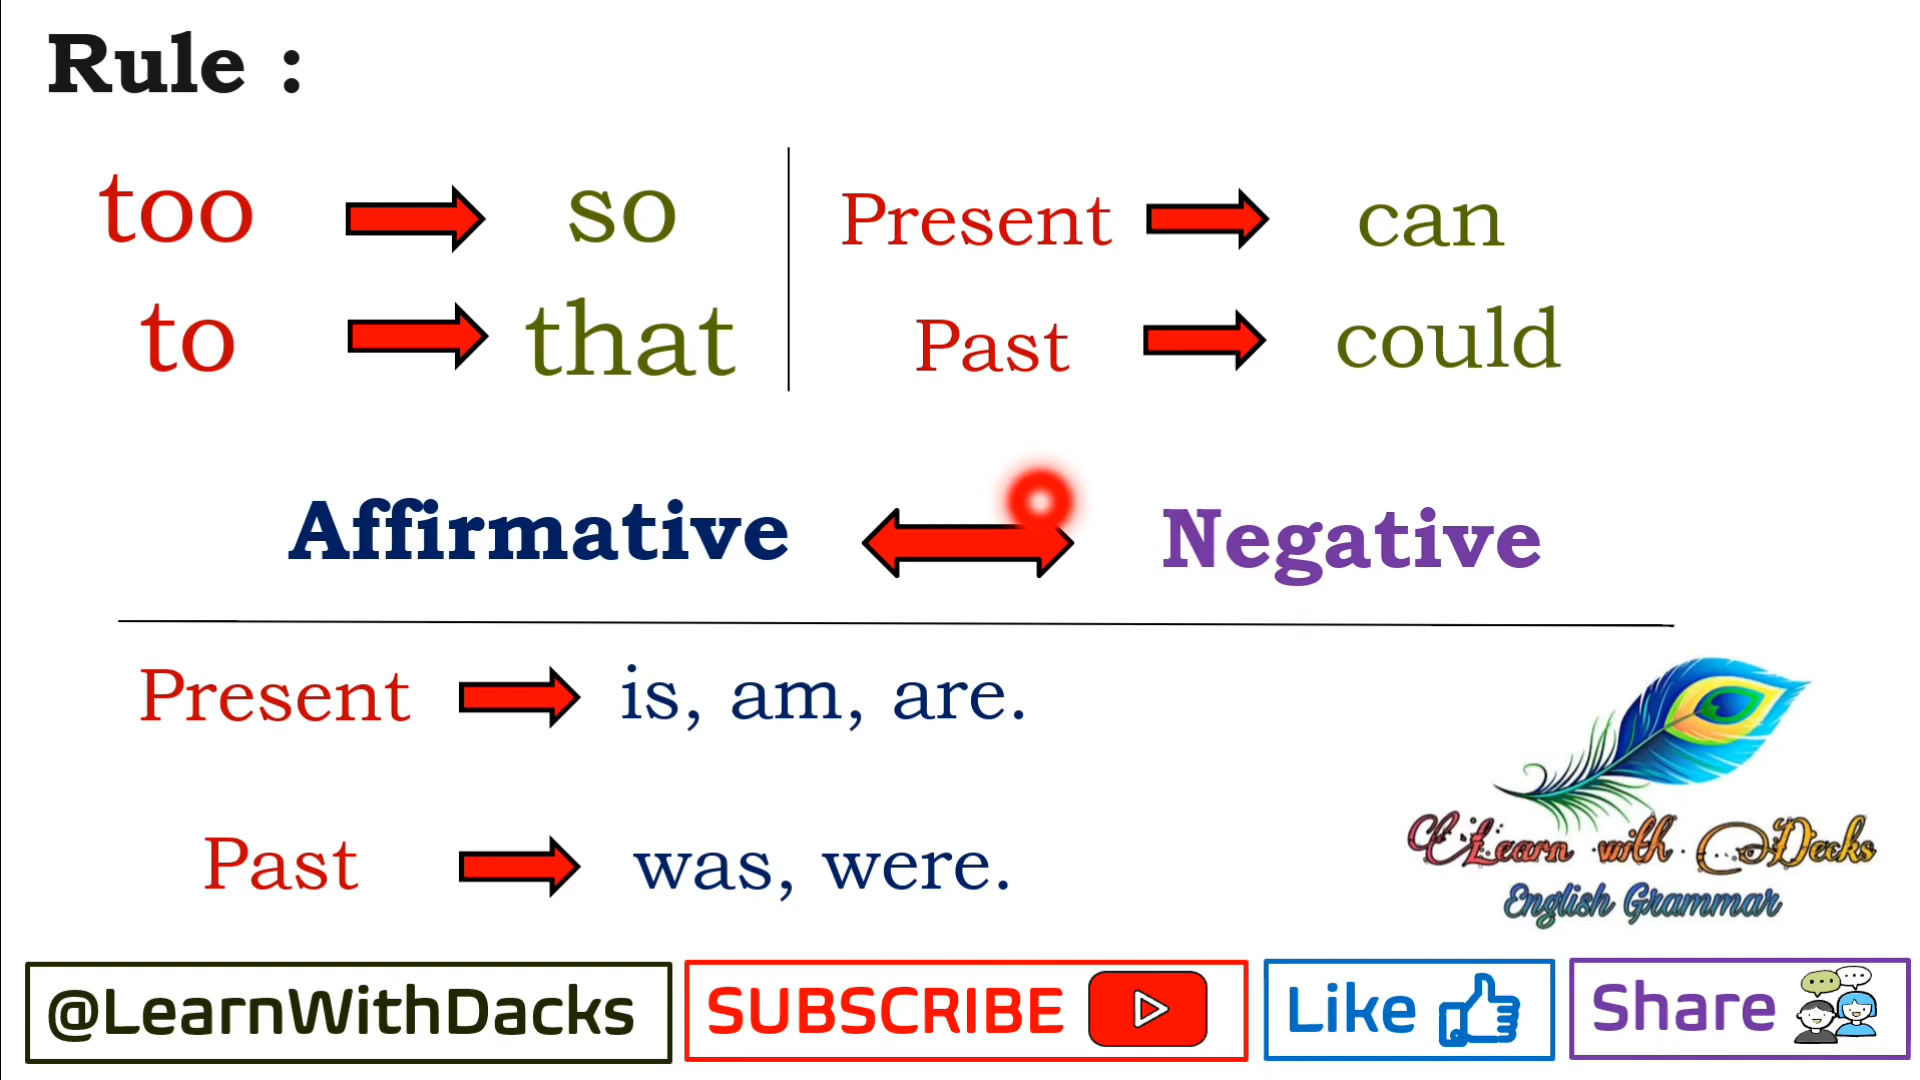 Rule :
too so
to that
Present can
Past could
Affirmative Negative
Present is, am, are.
Past was, were.
Learn with Dacks
English Grammar
@LearnWithDacks SUBSCRIBE Like Share